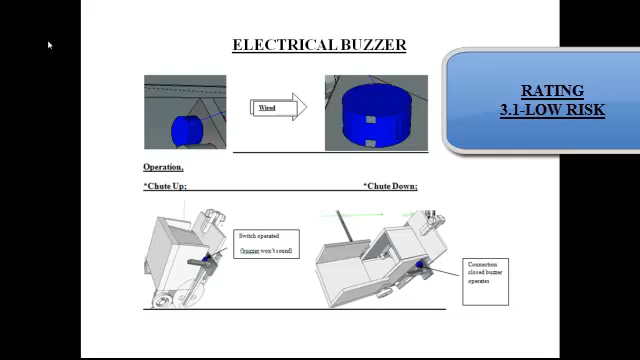 ELECTRICAL BUZZER
RATING
3.1-LOW RISK
Wired
Operation,
*Chute Up;
*Chute Down;
Switch operated
(buzzer won't sound)
Connection
closed buzzer
operates